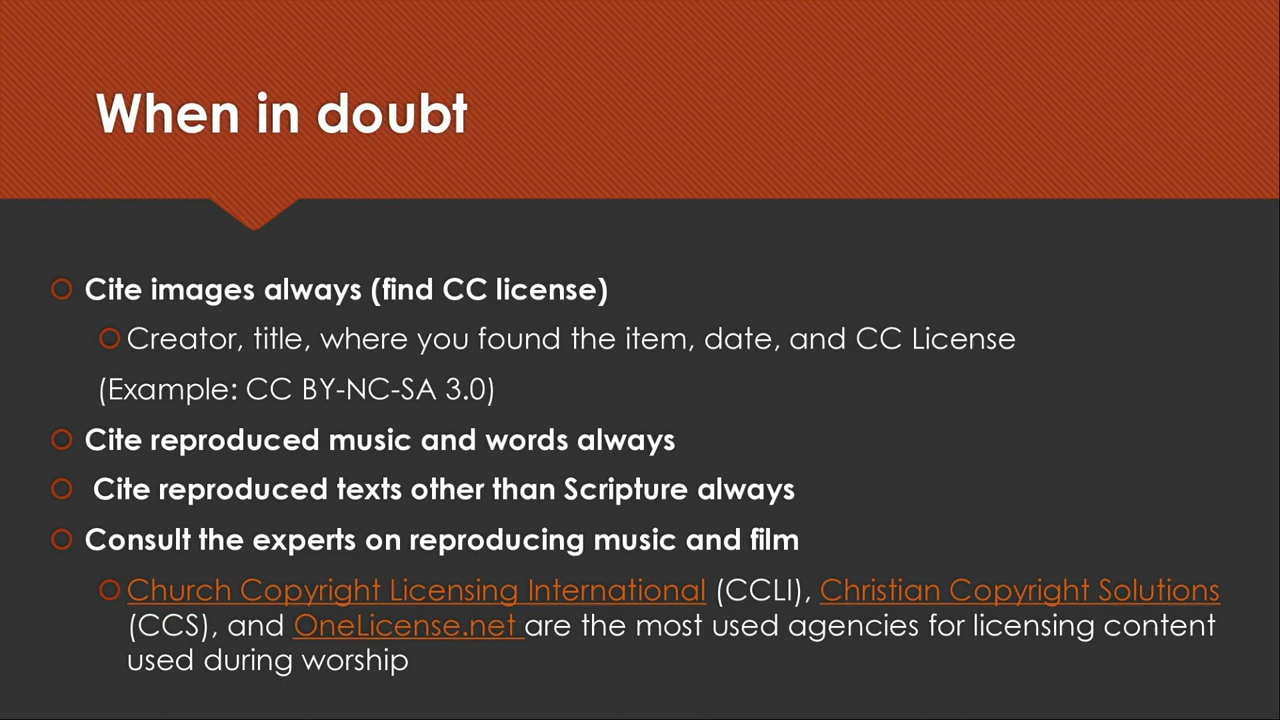 When in doubt
Cite images always (find CC license)
Creator, title, where you found the item, date, and CC License
(Example: CC BY-NC-SA 3.0)
Cite reproduced music and words always
Cite reproduced texts other than Scripture always
Consult the experts on reproducing music and film
Church Copyright Licensing International (CCLI), Christian Copyright Solutions
(CCS), and OneLicense.net are the most used agencies for licensing content
used during worship